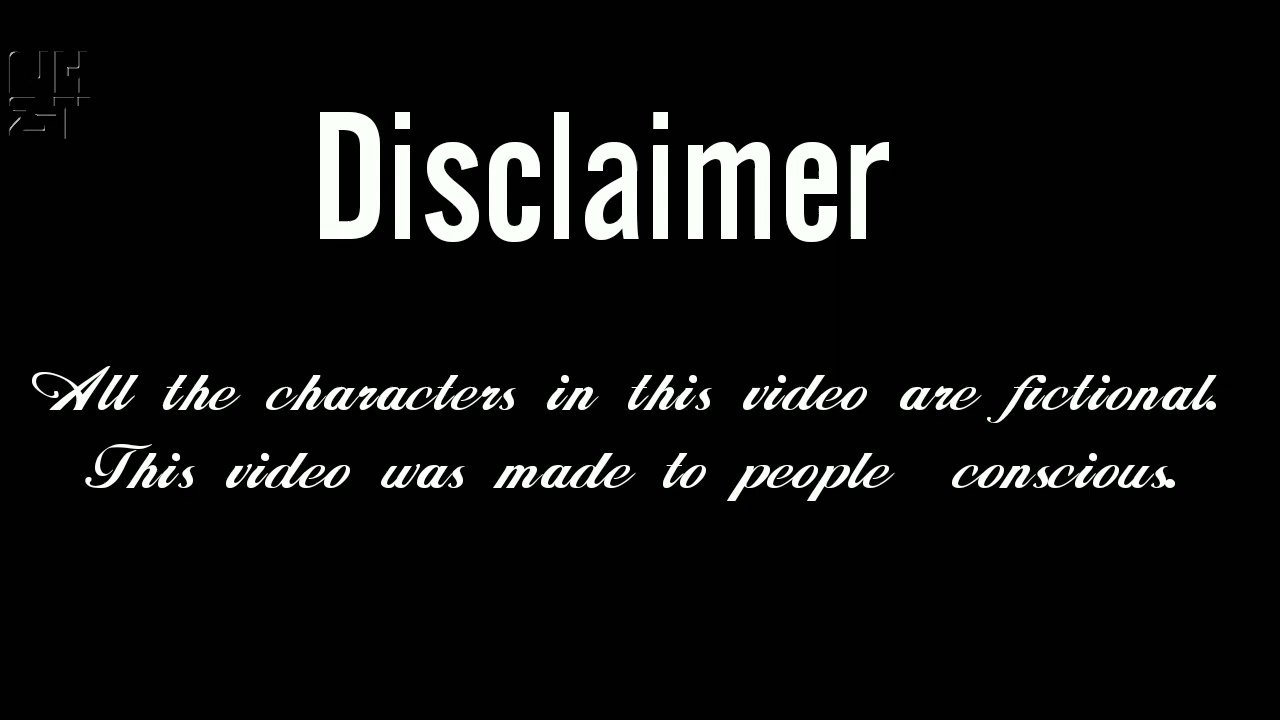 Disclaimer
All the characters in this video are fictional.
This video was made to people conscious.